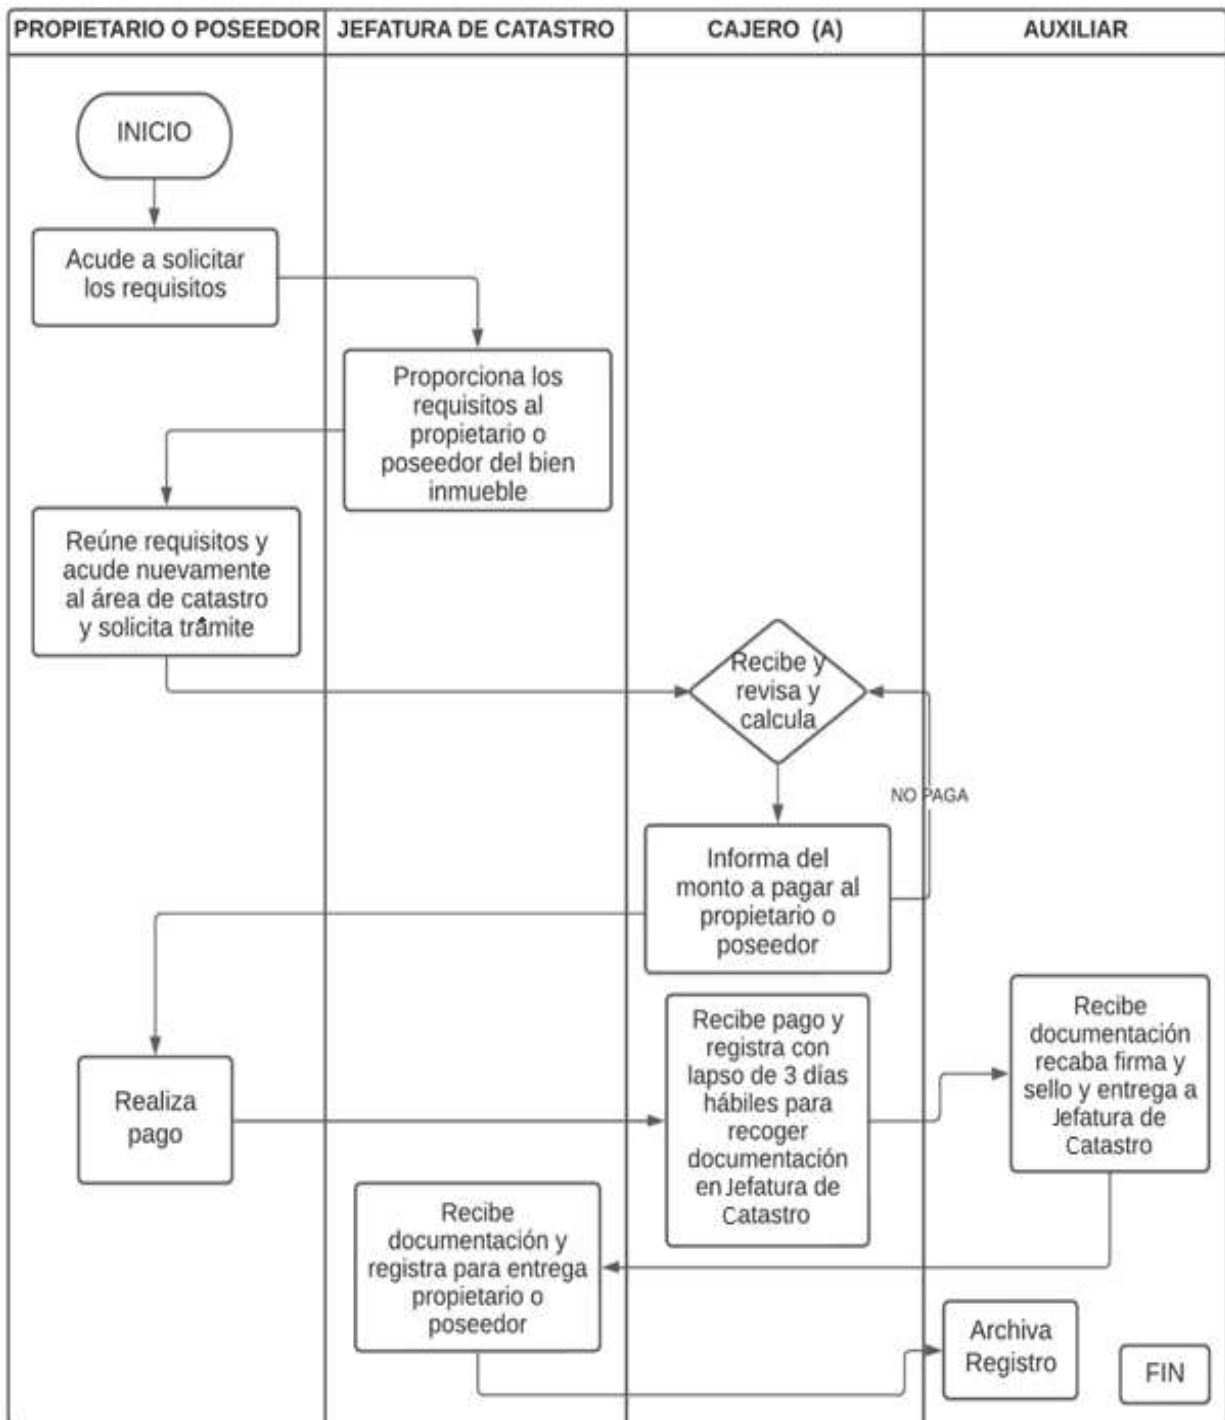 PROPIETARIO O POSEEDOR
JEFATURA DE CATASTRO
CAJERO (A)
AUXILIAR
INICIO
Acude a solicitar
los requisitos
Proporciona los
requisitos al
propietario o
poseedor del bien
inmueble
Reúne requisitos y
acude nuevamente
al área de catastro
y solicita trámite
Recibe y
revisa y
calcula
NO PAGA
Informa del
monto a pagar al
propietario o
poseedor
Realiza
pago
Recibe pago y
registra con
lapso de 3 días
hábiles para
recoger
documentación
en Jefatura de
Catastro
Recibe
documentación
recaba firma y
sello y entrega a
Jefatura de
Catastro
Recibe
documentación y
registra para entrega
propietario o
poseedor
Archiva
Registro
FIN